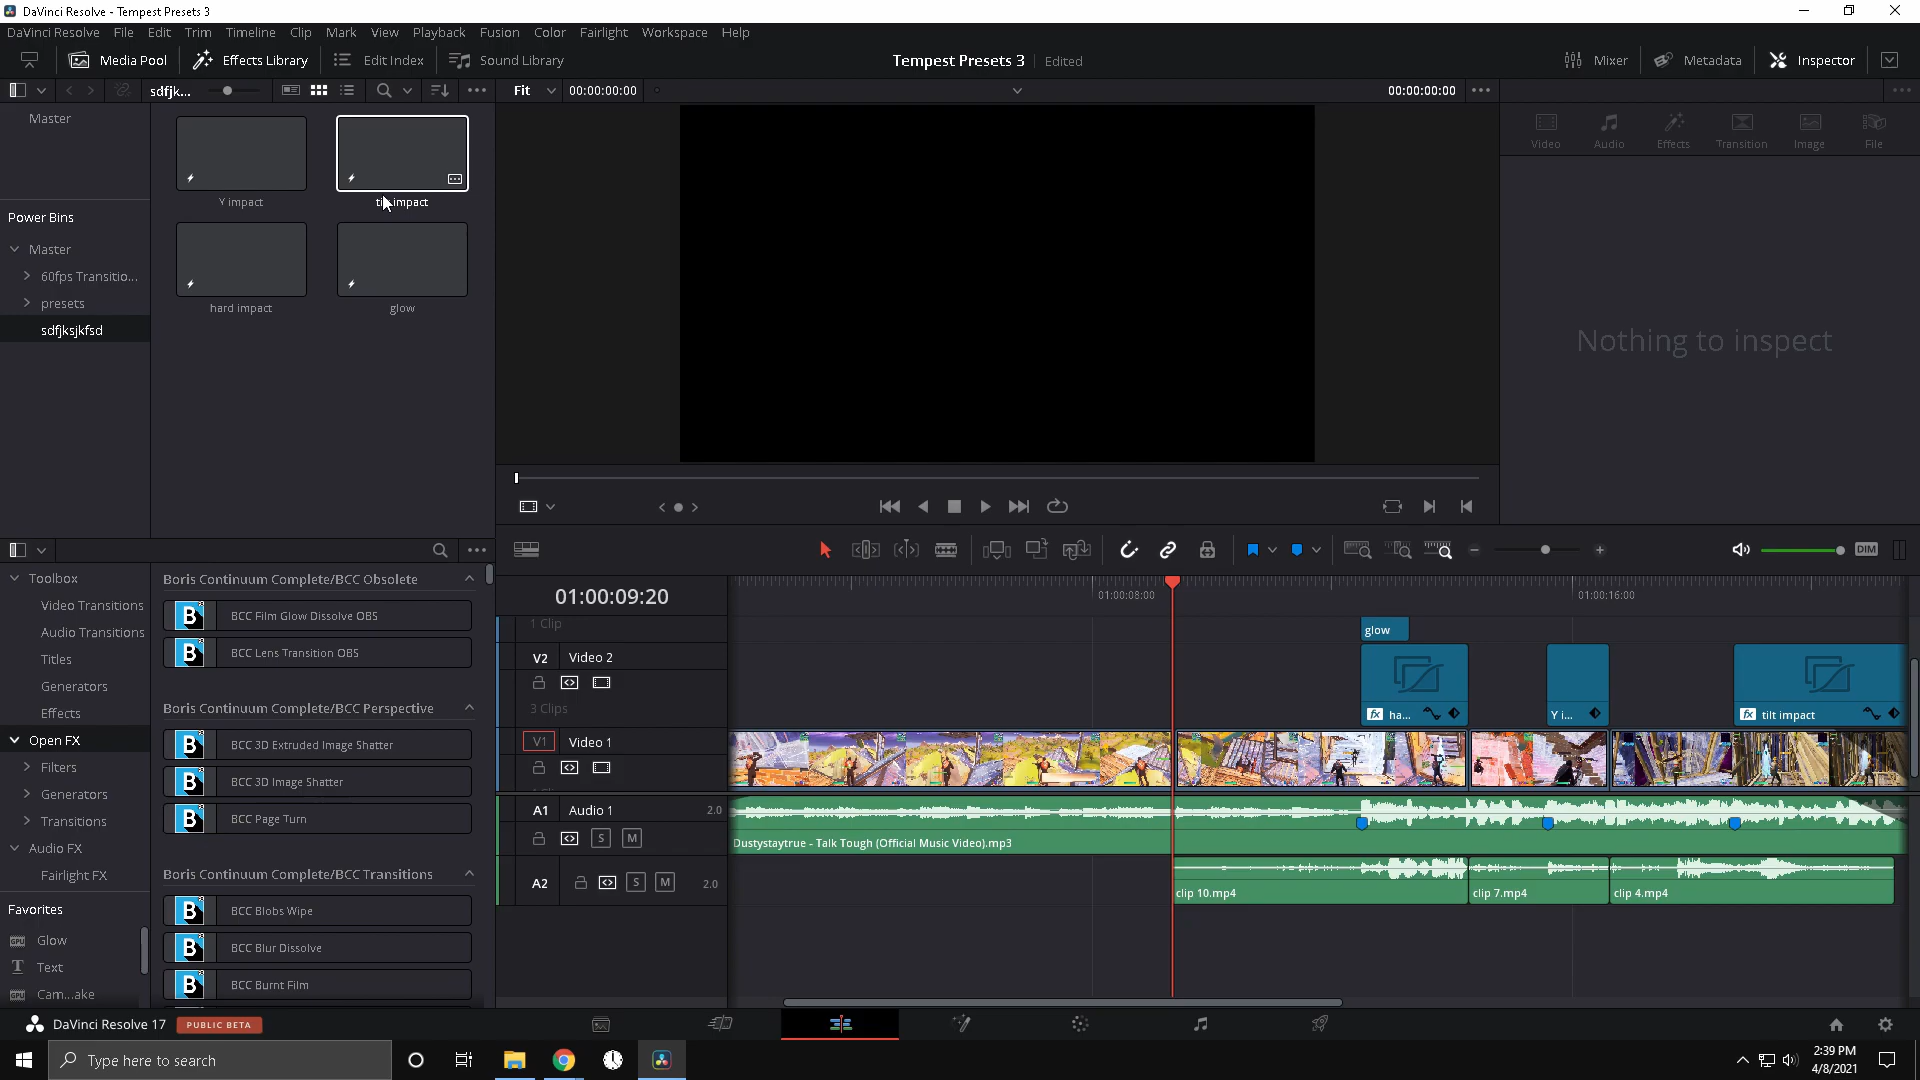 DaVinci Resolve - Tempest Presets 3
DaVinci Resolve File Edit Trim Timeline Clip Mark View Playback Fusion Color Fairlight Workspace Help
Media Pool Effects Library Edit Index Sound Library Tempest Presets 3 Edited Mixer Metadata Inspector
sdfjk... Fit 00:00:00:00 00:00:00:00
Master
Y impact
impact
hard impact
glow
Power Bins
Master
60fps Transitio...
presets
sdfjksjkfsd
Video Audio Effects Transition Image File
Nothing to inspect
Toolbox
Video Transitions
Audio Transitions
Titles
Generators
Effects
Open FX
Filters
Generators
Transitions
Audio FX
Fairlight FX
Favorites
Glow
T Text
Cam...ake
Boris Continuum Complete/BCC Obsolete
B BCC Film Glow Dissolve OBS
B BCC Lens Transition OBS
Boris Continuum Complete/BCC Perspective
B BCC 3D Extruded Image Shatter
B BCC 3D Image Shatter
B BCC Page Turn
Boris Continuum Complete/BCC Transitions
B BCC Blobs Wipe
B BCC Blur Dissolve
B BCC Burnt Film
DIM
01:00:09:20
01:00:08:00
01:00:16:00
1 Clip
glow
V2 Video 2
3 Clips
fx ha...
Y i...
fx tilt impact
V1 Video 1
A1 Audio 1 2.0
S M
Dustystaytrue - Talk Tough (Official Music Video).mp3
A2 S M 2.0
clip 10.mp4
clip 7.mp4
clip 4.mp4
DaVinci Resolve 17 PUBLIC BETA
Type here to search
2:39 PM
4/8/2021